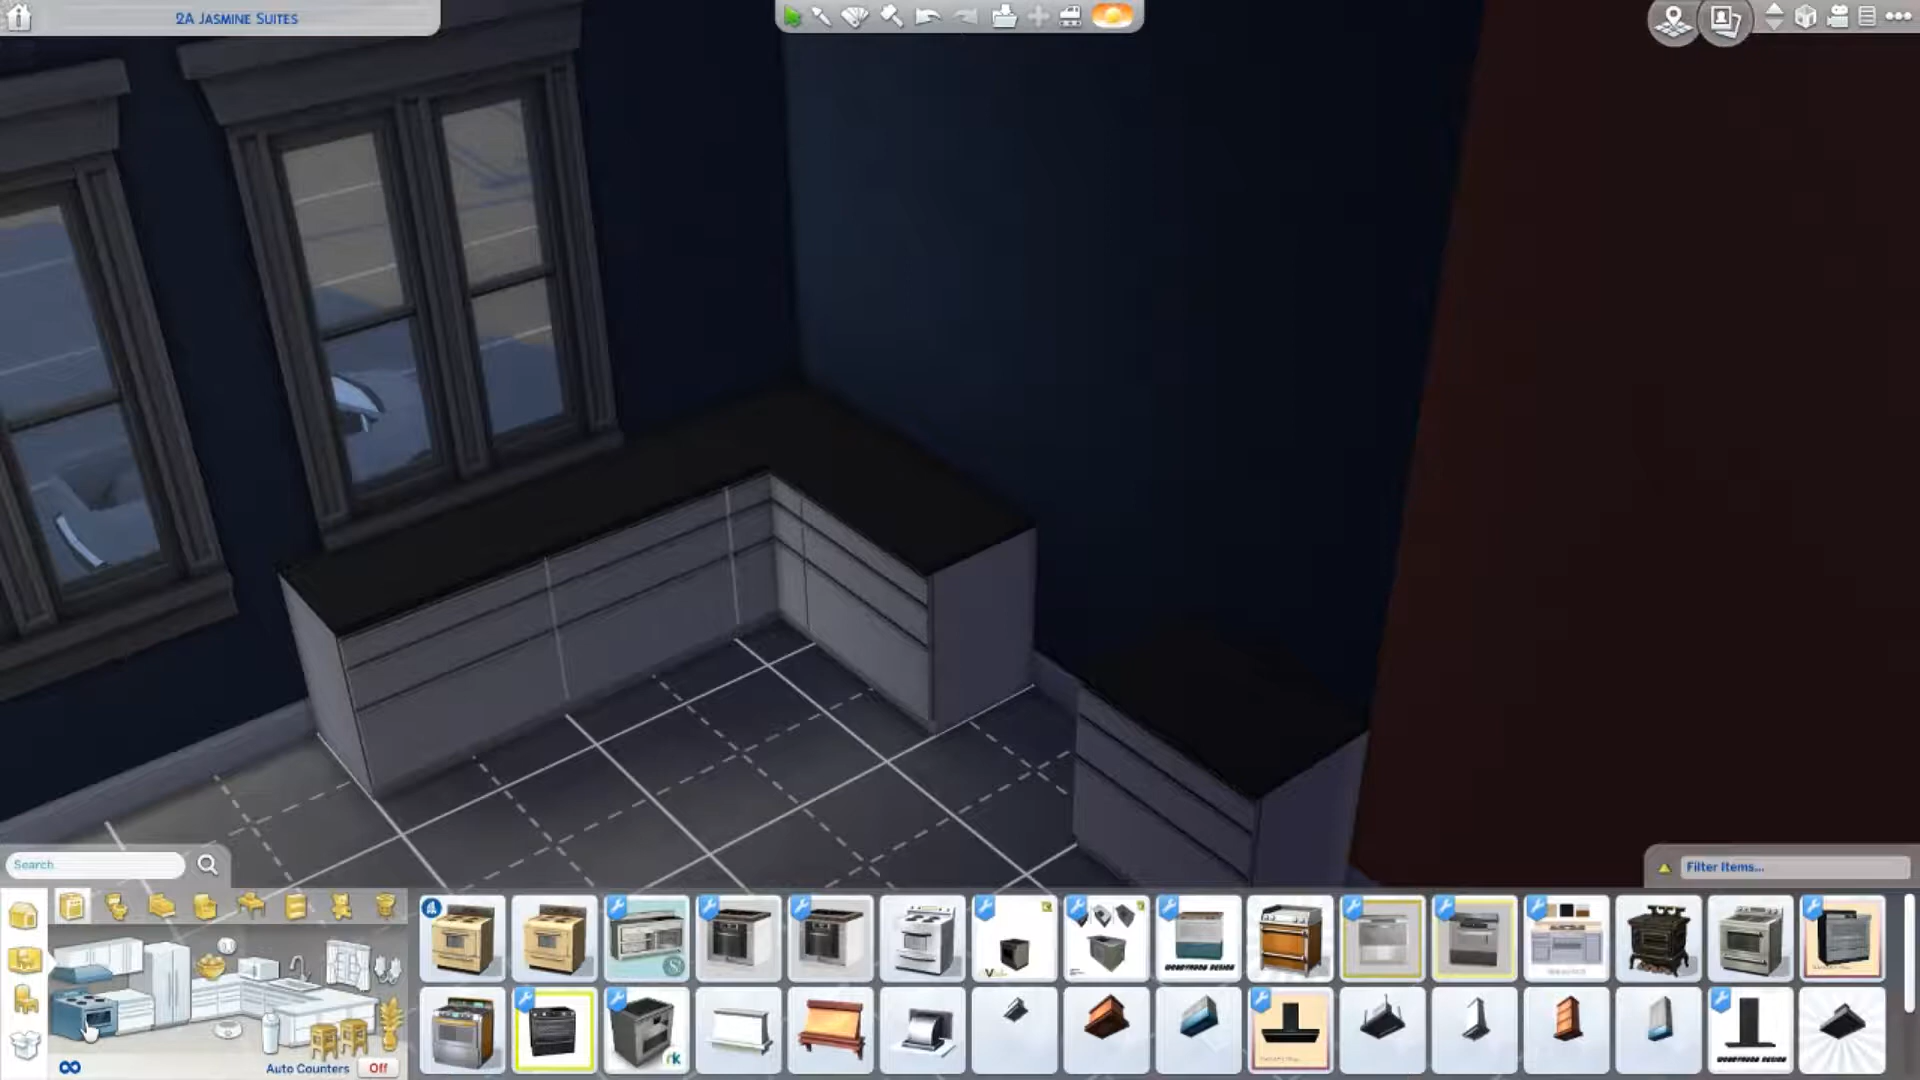 2A JASMINE SUITES
Search
Filter Items...
Auto Counters Off